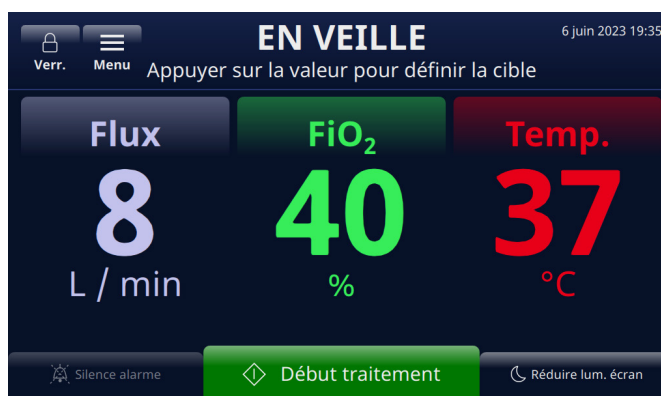 EN VEILLE
6 juin 2023 19:35
Verr.
Menu
Appuyer sur la valeur pour définir la cible
Flux
FiO₂
Temp.
8
40
37
L / min
%
°C
Silence alarme
Début traitement
Réduire lum. écran